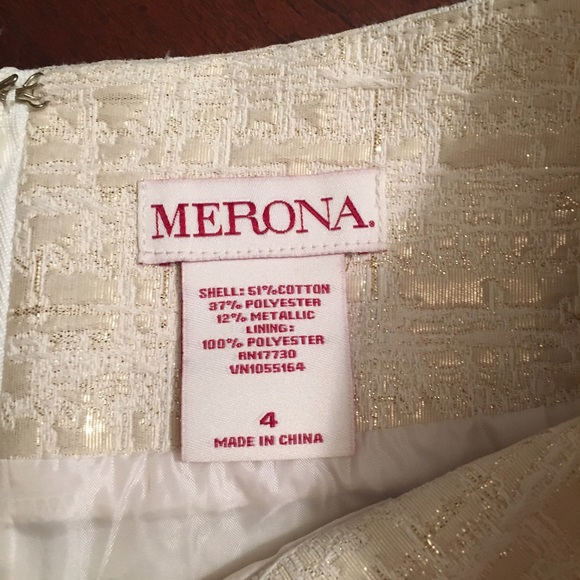 MERONA.
SHELL: 51% COTTON
37% POLYESTER
12% METALLIC
LINING:
100% POLYESTER
RN17730
VN1055164
4
MADE IN CHINA